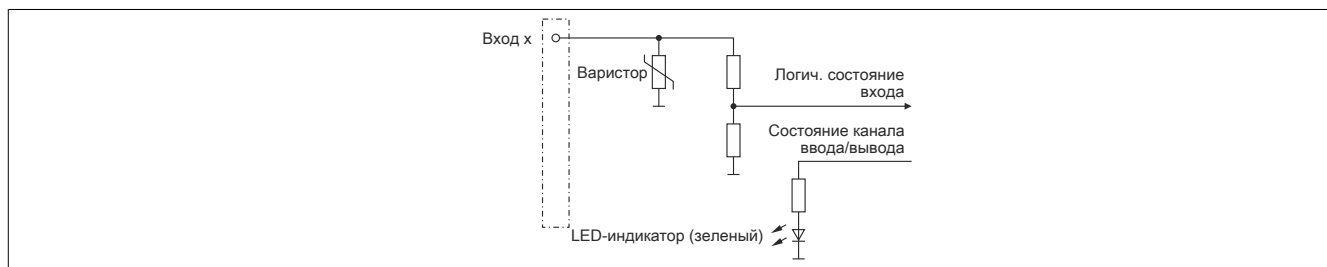 Вход x
Варистор
Логич. состояние
входа
Состояние канала
ввода/вывода
LED-индикатор (зеленый)